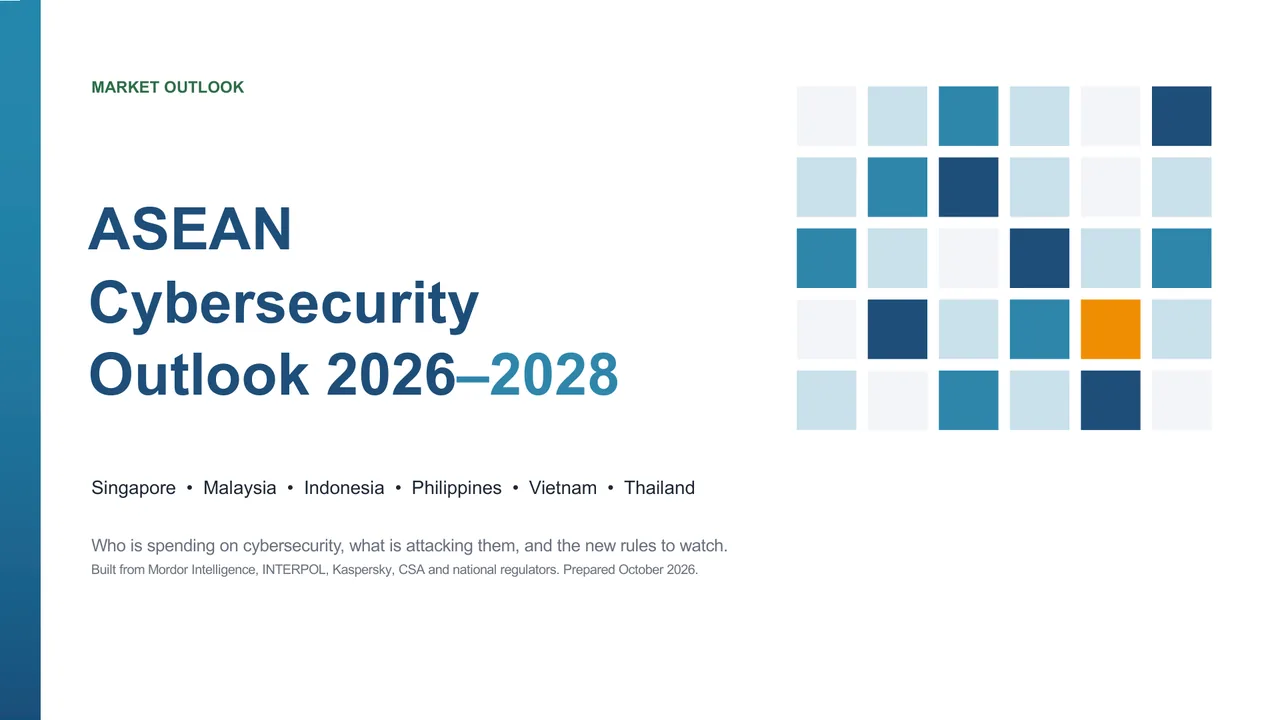 MARKET OUTLOOK
ASEAN
Cybersecurity
Outlook 2026–2028
Singapore • Malaysia • Indonesia • Philippines • Vietnam • Thailand
Who is spending on cybersecurity, what is attacking them, and the new rules to watch.
Built from Mordor Intelligence, INTERPOL, Kaspersky, CSA and national regulators. Prepared October 2026.